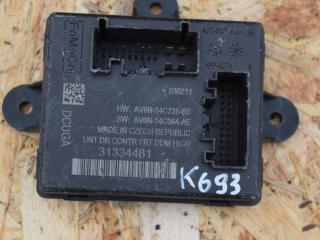 FoMoCo
DCUGA
030211
HW: AV6N-14C235-BB
SW: AV6N-14C064-AE
MADE IN CZECH REPUBLIC
UNT DR CONTR FRT DDM.HIGH
31334481
K693